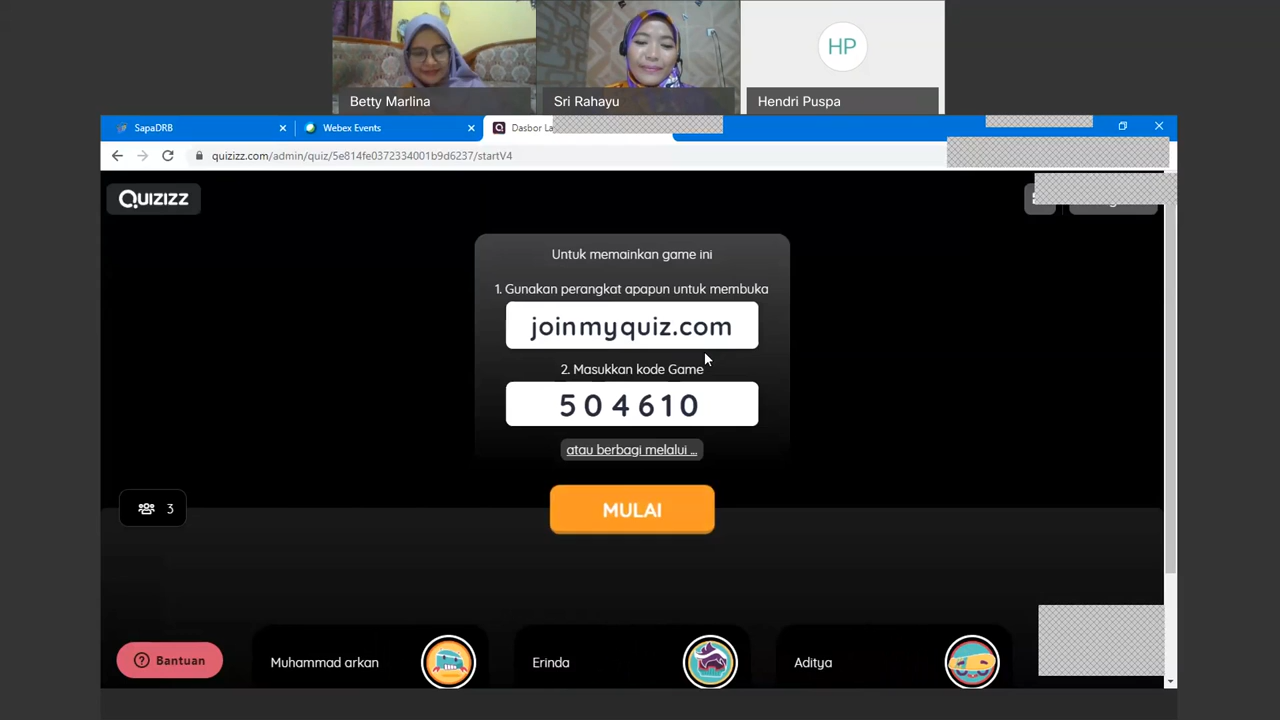 HP
Betty Marlina
Sri Rahayu
Hendri Puspa
SapaDRB
Webex Events
Dasbor
quizizz.com/admin/quiz/5e814fe0372334001b9d6237/startV4
QUIZIZZ
Untuk memainkan game ini
1. Gunakan perangkat apapun untuk membuka
joinmyquiz.com
2. Masukkan kode Game
504610
atau berbagi melalui ...
3
MULAI
Bantuan
Muhammad arkan
Erinda
Aditya